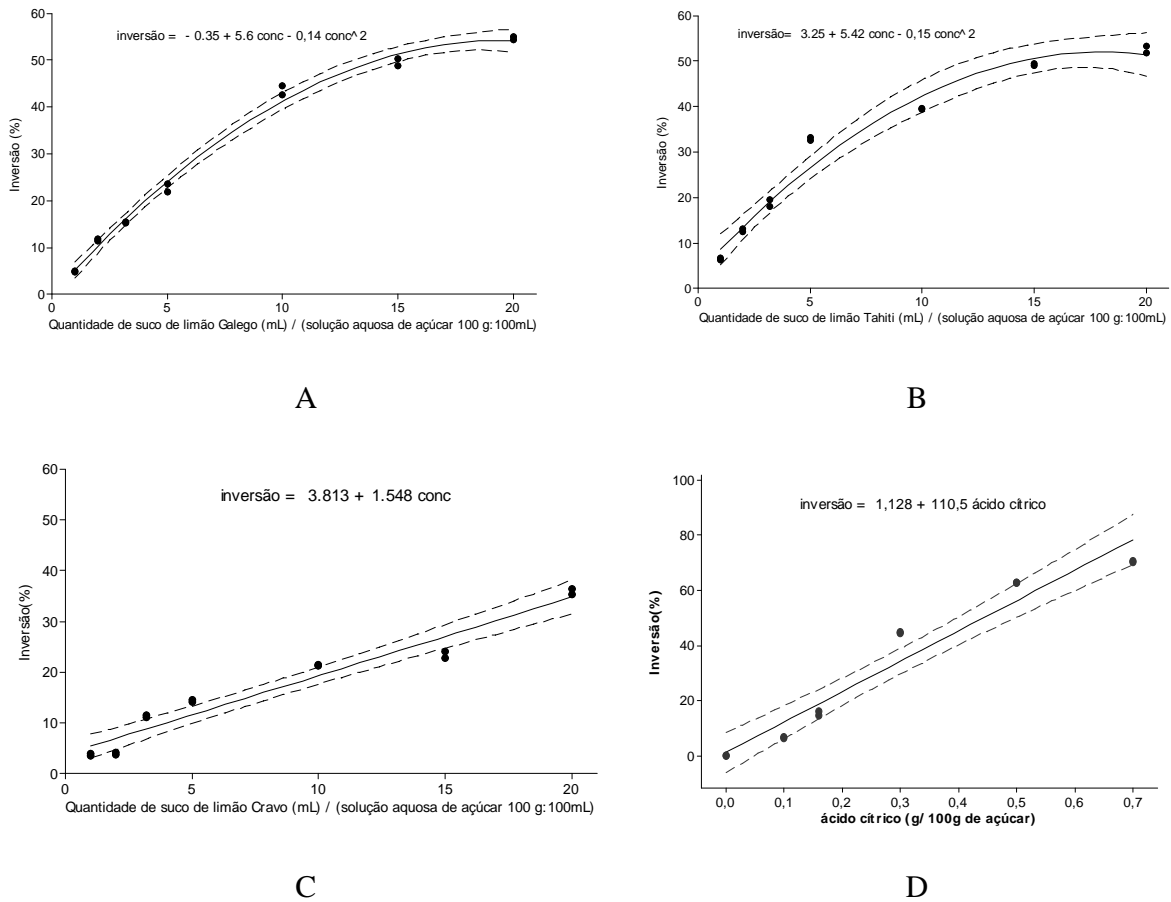 60
50
40
30
20
10
0
Inversão (%)
inversão = - 0.35 + 5.6 conc - 0,14 conc^2
0 5 10 15 20
Quantidade de suco de limão Galego (mL) / (solução aquosa de açúcar 100 g:100mL)
A
60
50
40
30
20
10
0
Inversão (%)
inversão= 3.25 + 5.42 conc - 0,15 conc^2
0 5 10 15 20
Quantidade de suco de limão Tahiti (mL) / (solução aquosa de açúcar 100 g:100mL)
B
60
50
40
30
20
10
0
Inversão(%)
inversão = 3.813 + 1.548 conc
0 5 10 15 20
Quantidade de suco de limão Cravo (mL) / (solução aquosa de açúcar 100 g:100mL)
C
100
80
60
40
20
0
Inversão(%)
inversão = 1,128 + 110,5 ácido cítrico
0,0 0,1 0,2 0,3 0,4 0,5 0,6 0,7
ácido cítrico (g/ 100g de açúcar)
D